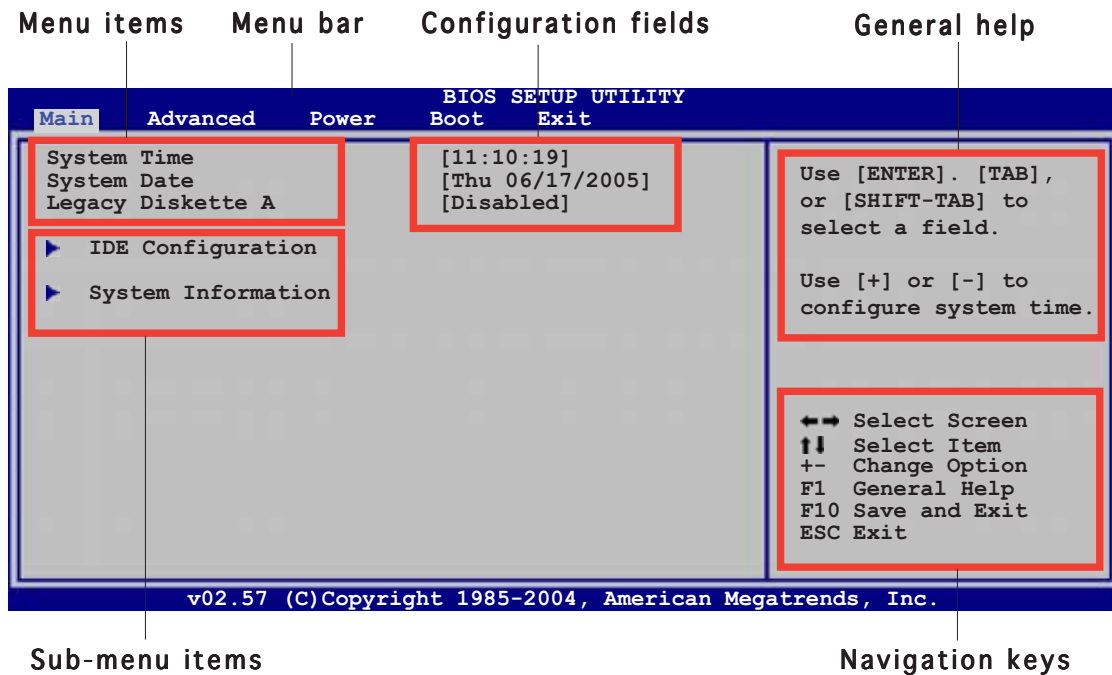 Menu items Menu bar Configuration fields General help
BIOS SETUP UTILITY
Main Advanced Power Boot Exit
System Time [11:10:19]
System Date [Thu 06/17/2005]
Legacy Diskette A [Disabled]
IDE Configuration
System Information
Use [ENTER]. [TAB],
or [SHIFT-TAB] to
select a field.
Use [+] or [-] to
configure system time.
←→ Select Screen
↑↓ Select Item
+- Change Option
F1 General Help
F10 Save and Exit
ESC Exit
v02.57 (C)Copyright 1985-2004, American Megatrends, Inc.
Sub-menu items Navigation keys